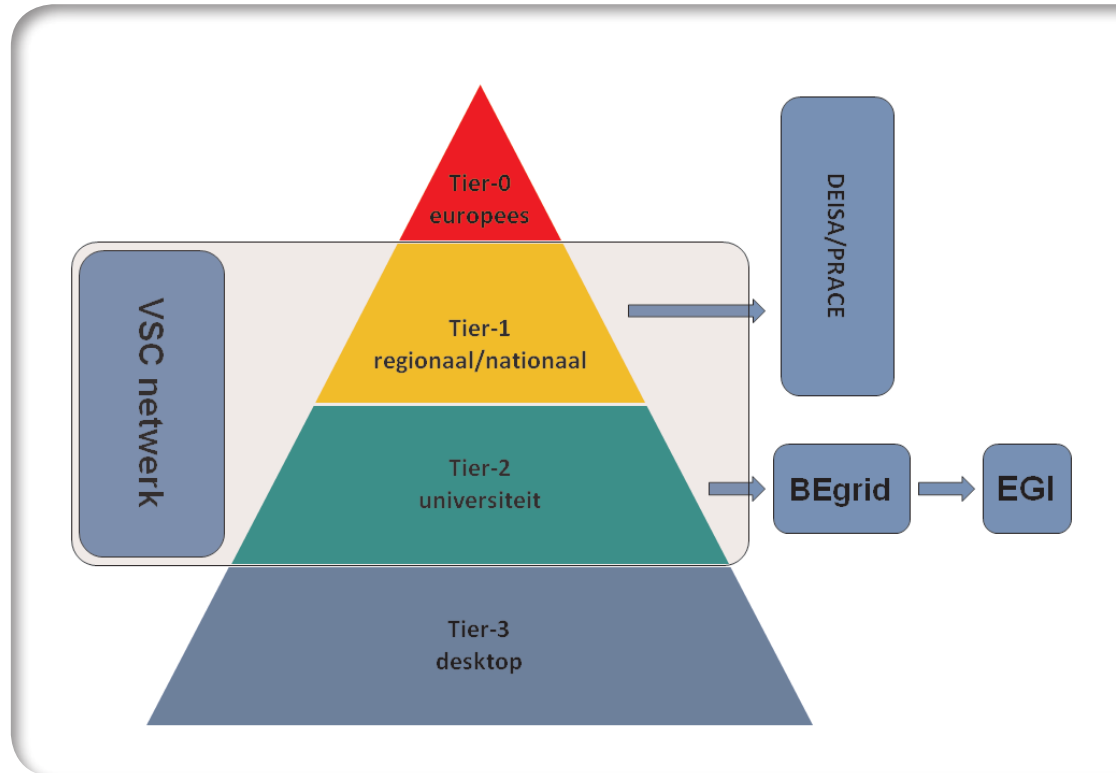 Tier-0
europees
DEISA/PRACE
VSC netwerk
Tier-1
regionaal/nationaal
Tier-2
universiteit
BEgrid
EGI
Tier-3
desktop